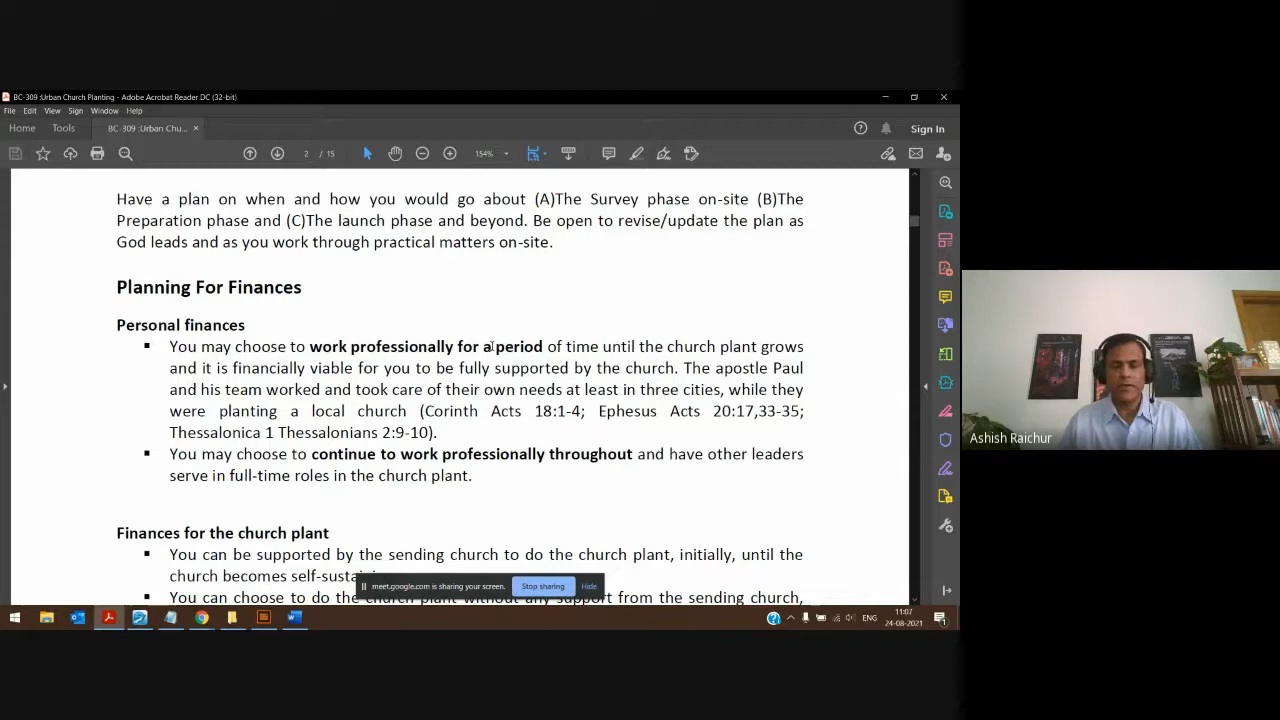 BC-309 :Urban Church Planting - Adobe Acrobat Reader DC (32-bit)
File Edit View Sign Window Help
Home Tools BC-309 :Urban Chu... × Sign In
2 / 15 154%
Have a plan on when and how you would go about (A)The Survey phase on-site (B)The
Preparation phase and (C)The launch phase and beyond. Be open to revise/update the plan as
God leads and as you work through practical matters on-site.
Planning For Finances
Personal finances
▪ You may choose to work professionally for a period of time until the church plant grows
and it is financially viable for you to be fully supported by the church. The apostle Paul
and his team worked and took care of their own needs at least in three cities, while they
were planting a local church (Corinth Acts 18:1-4; Ephesus Acts 20:17,33-35;
Thessalonica 1 Thessalonians 2:9-10).
▪ You may choose to continue to work professionally throughout and have other leaders
serve in full-time roles in the church plant.
Finances for the church plant
▪ You can be supported by the sending church to do the church plant, initially, until the
church becomes self-sustai
meet.google.com is sharing your screen. Stop sharing Hide
▪ You can choose to do the church plant without any support from the sending church,
ENG
11:07
24-08-2021
Ashish Raichur